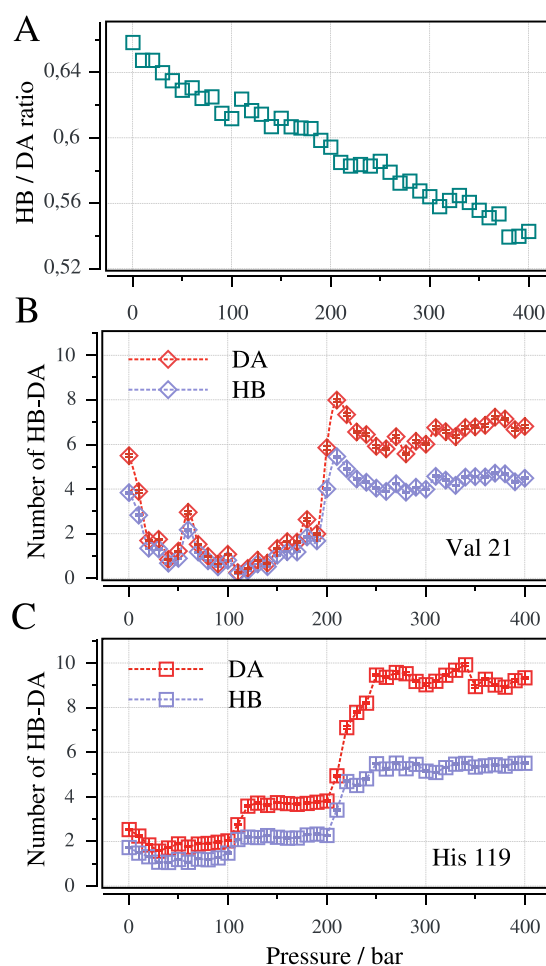 A
HB / DA ratio
0,64
0,6
0,56
0,52
0 100 200 300 400
B
Number of HB-DA
10
8
6
4
2
0
DA
HB
Val 21
0 100 200 300 400
C
Number of HB-DA
10
8
6
4
2
0
DA
HB
His 119
0 100 200 300 400
Pressure / bar